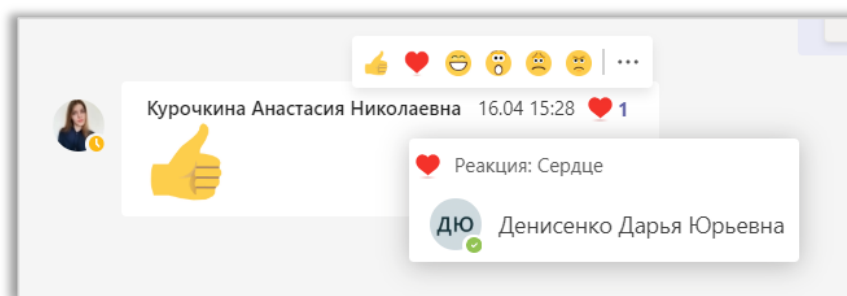 Курочкина Анастасия Николаевна 16.04 15:28 1
Реакция: Сердце
ДЮ Денисенко Дарья Юрьевна